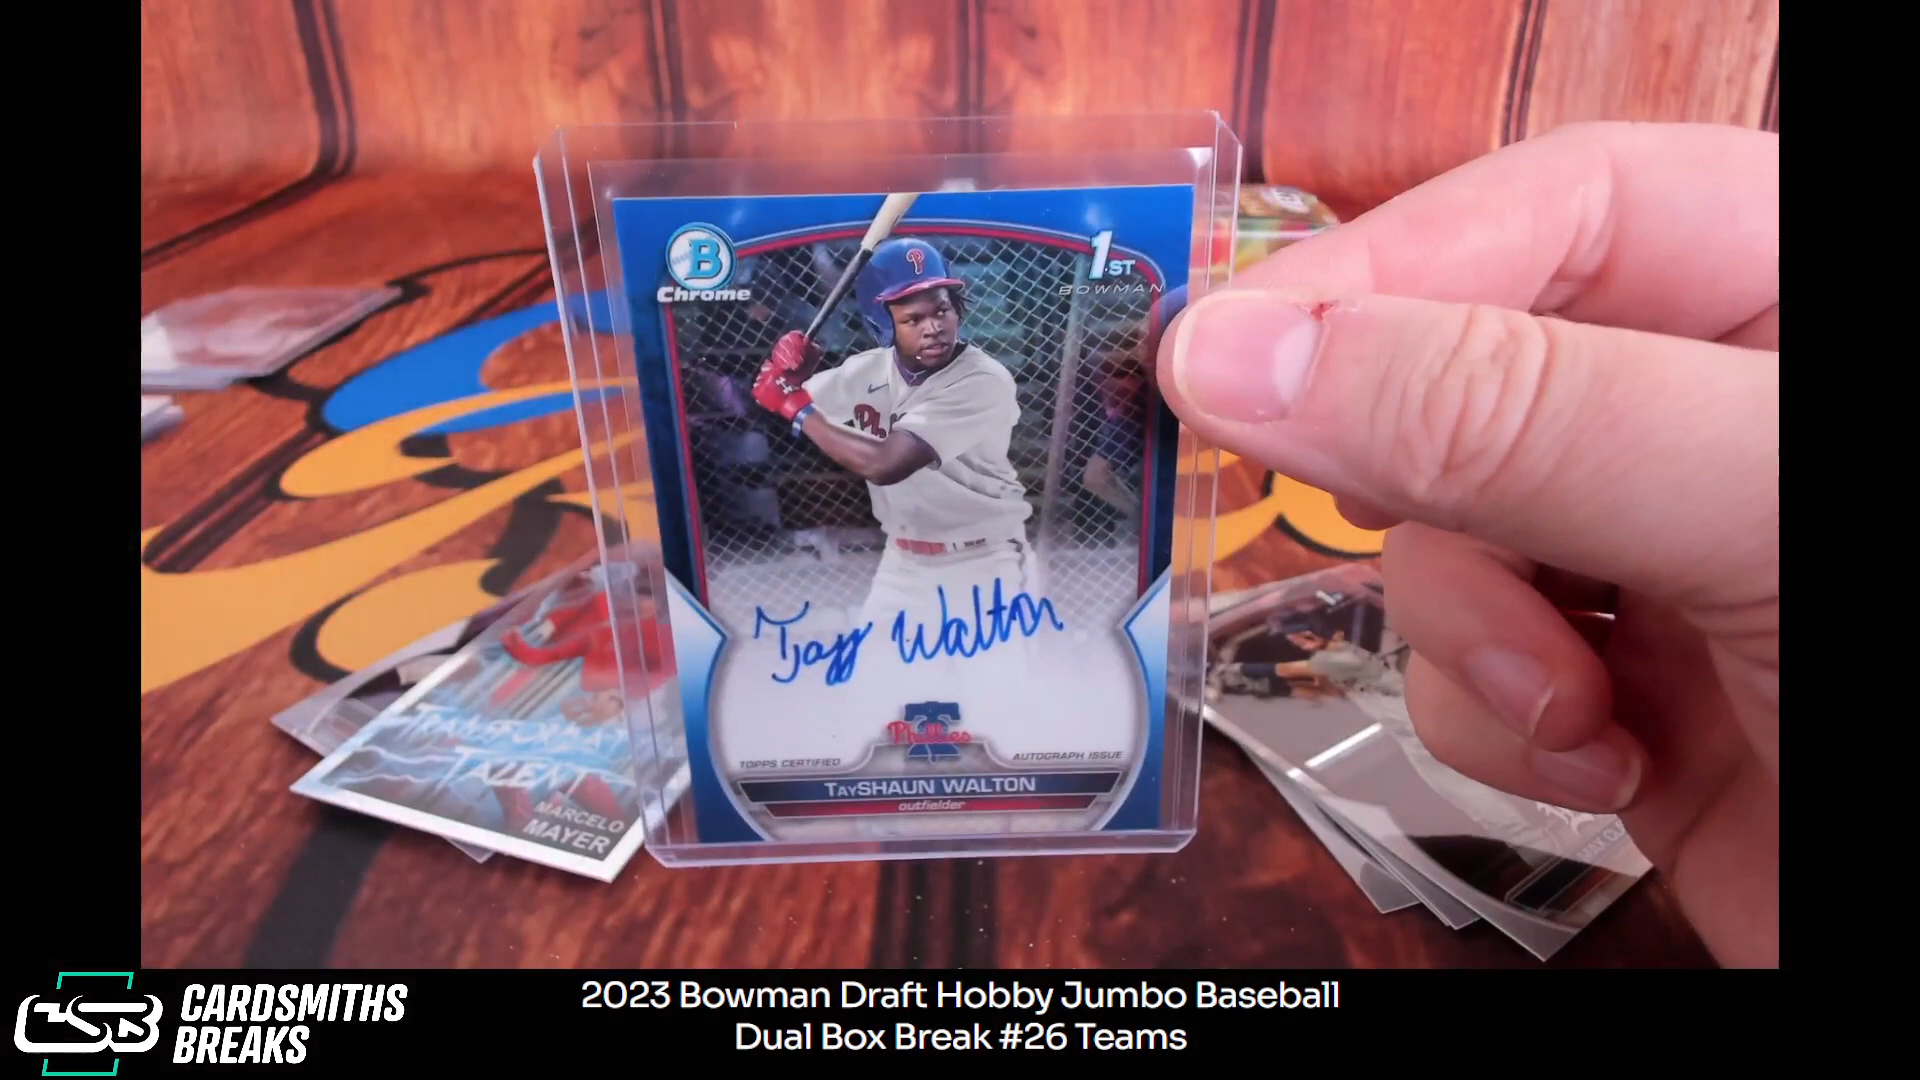 B
Chrome
1ST
BOWMAN
P
Tayy Walton
Phillies
TOPPS CERTIFIED
AUTOGRAPH ISSUE
TAYSHAUN WALTON
outfielder
TALENT
MARCELO
MAYER
CSB
CARDSMITHS
BREAKS
2023 Bowman Draft Hobby Jumbo Baseball
Dual Box Break #26 Teams